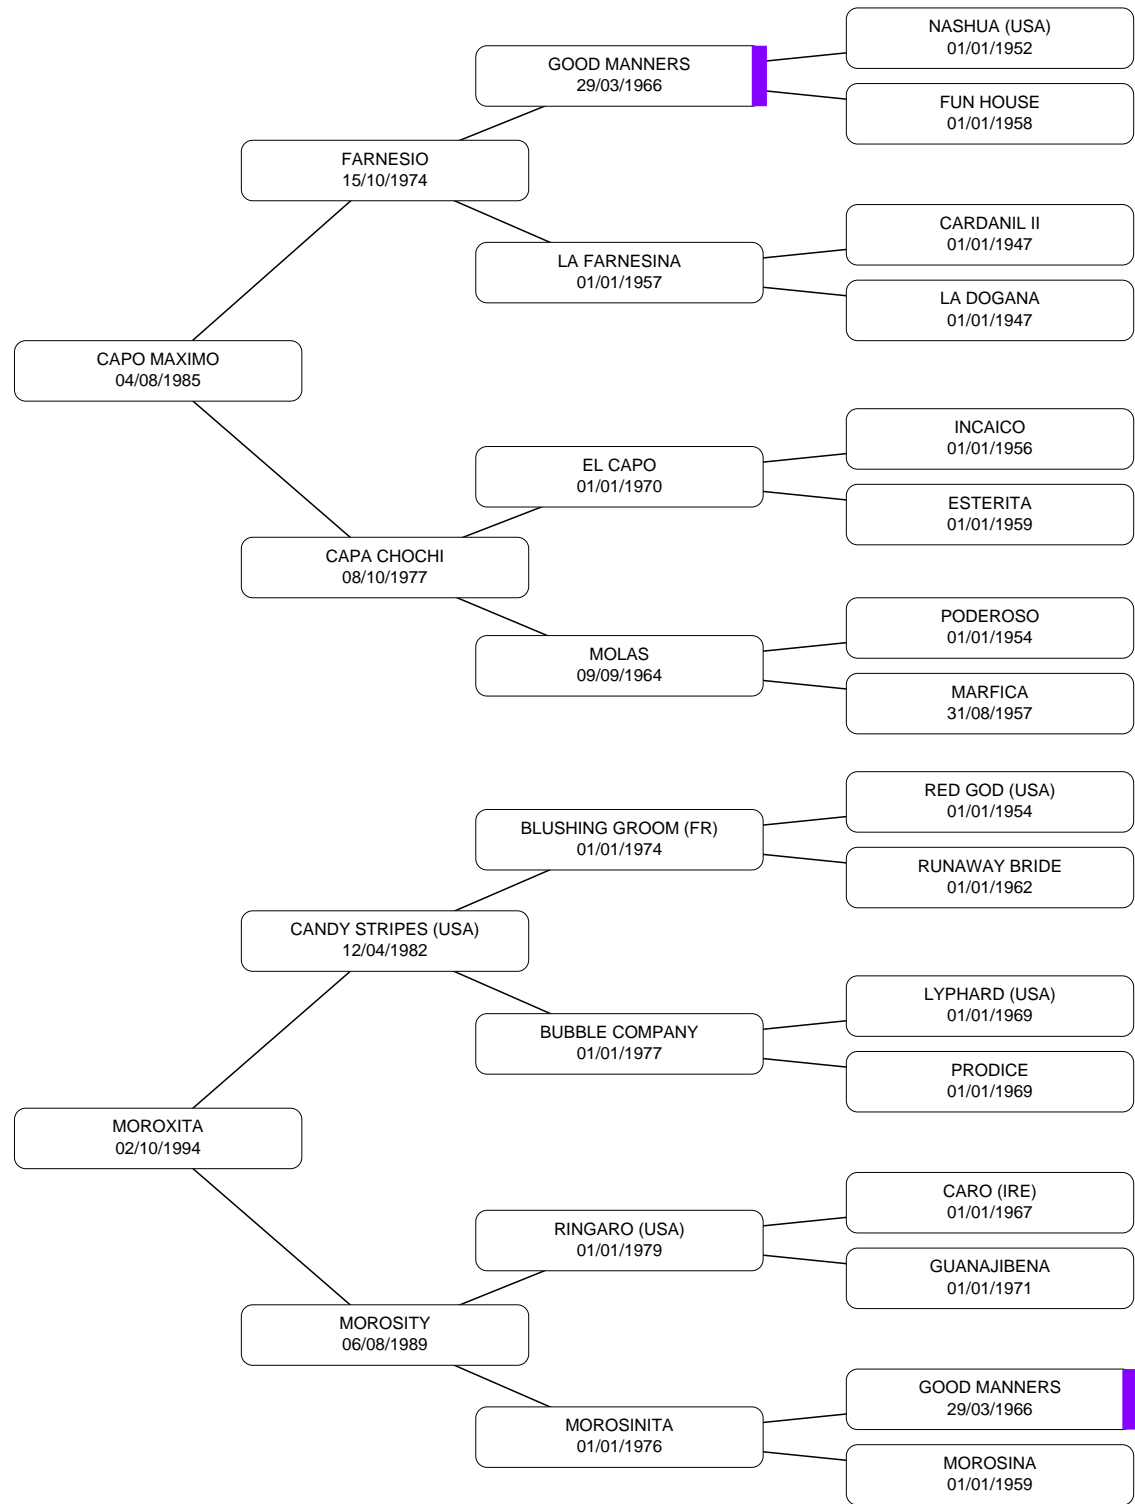 NASHUA (USA)
01/01/1952
GOOD MANNERS
29/03/1966
FUN HOUSE
01/01/1958
FARNESIO
15/10/1974
CARDANIL II
01/01/1947
LA FARNESINA
01/01/1957
LA DOGANA
01/01/1947
CAPO MAXIMO
04/08/1985
INCAICO
01/01/1956
EL CAPO
01/01/1970
ESTERITA
01/01/1959
CAPA CHOCHI
08/10/1977
PODEROSO
01/01/1954
MOLAS
09/09/1964
MARFICA
31/08/1957
RED GOD (USA)
01/01/1954
BLUSHING GROOM (FR)
01/01/1974
RUNAWAY BRIDE
01/01/1962
CANDY STRIPES (USA)
12/04/1982
LYPHARD (USA)
01/01/1969
BUBBLE COMPANY
01/01/1977
PRODICE
01/01/1969
MOROXITA
02/10/1994
CARO (IRE)
01/01/1967
RINGARO (USA)
01/01/1979
GUANAJIBENA
01/01/1971
MOROSITY
06/08/1989
GOOD MANNERS
29/03/1966
MOROSINITA
01/01/1976
MOROSINA
01/01/1959